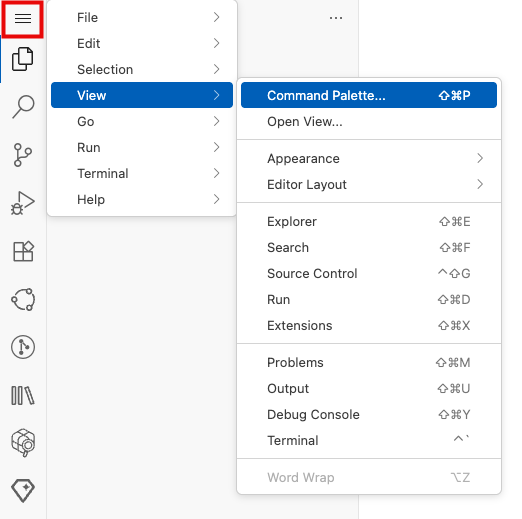 File
Edit
Selection
View
Go
Run
Terminal
Help
Command Palette... ⇧⌘P
Open View...
Appearance
Editor Layout
Explorer ⇧⌘E
Search ⇧⌘F
Source Control ⌃⇧G
Run ⇧⌘D
Extensions ⇧⌘X
Problems ⇧⌘M
Output ⇧⌘U
Debug Console ⇧⌘Y
Terminal ⌃`
Word Wrap ⌥Z